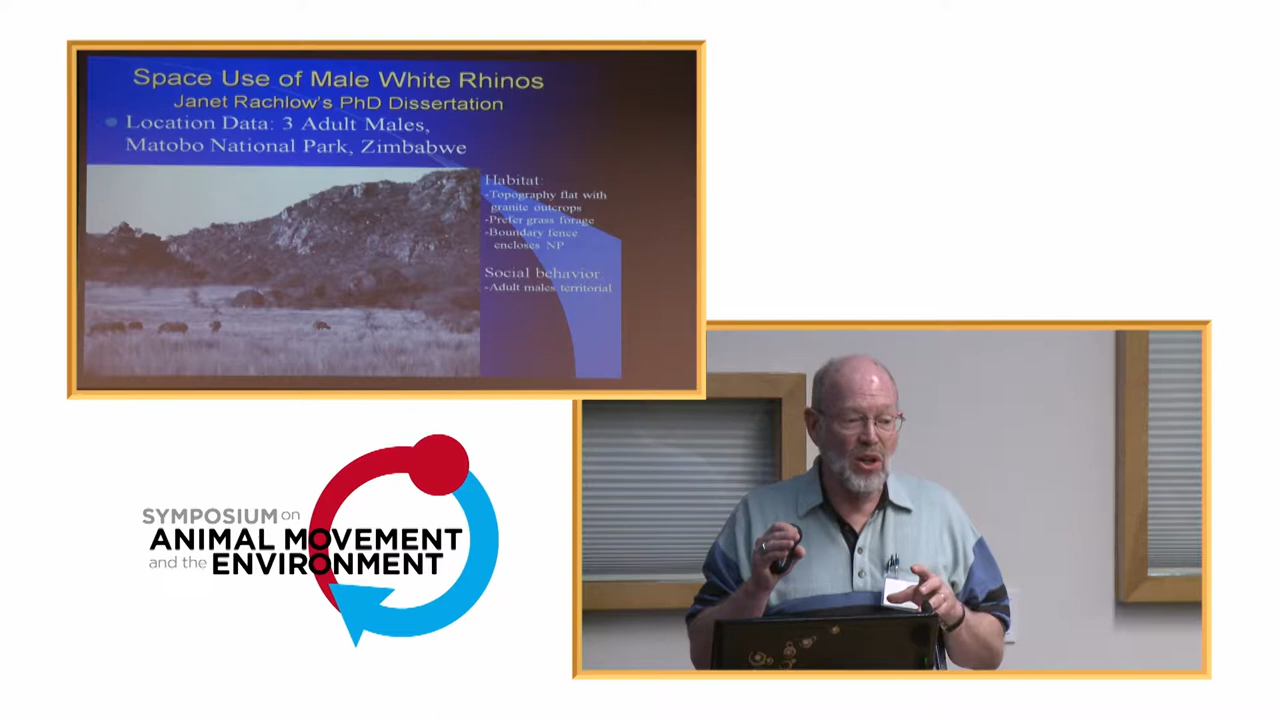 Space Use of Male White Rhinos
Janet Rachlow's PhD Dissertation
Location Data: 3 Adult Males,
Matobo National Park, Zimbabwe
Habitat:
-Topography flat with
granite outcrops
-Prefer grass forage
-Boundary fence
encloses NP
Social behavior:
-Adult males territorial
SYMPOSIUM on
ANIMAL MOVEMENT
and the ENVIRONMENT